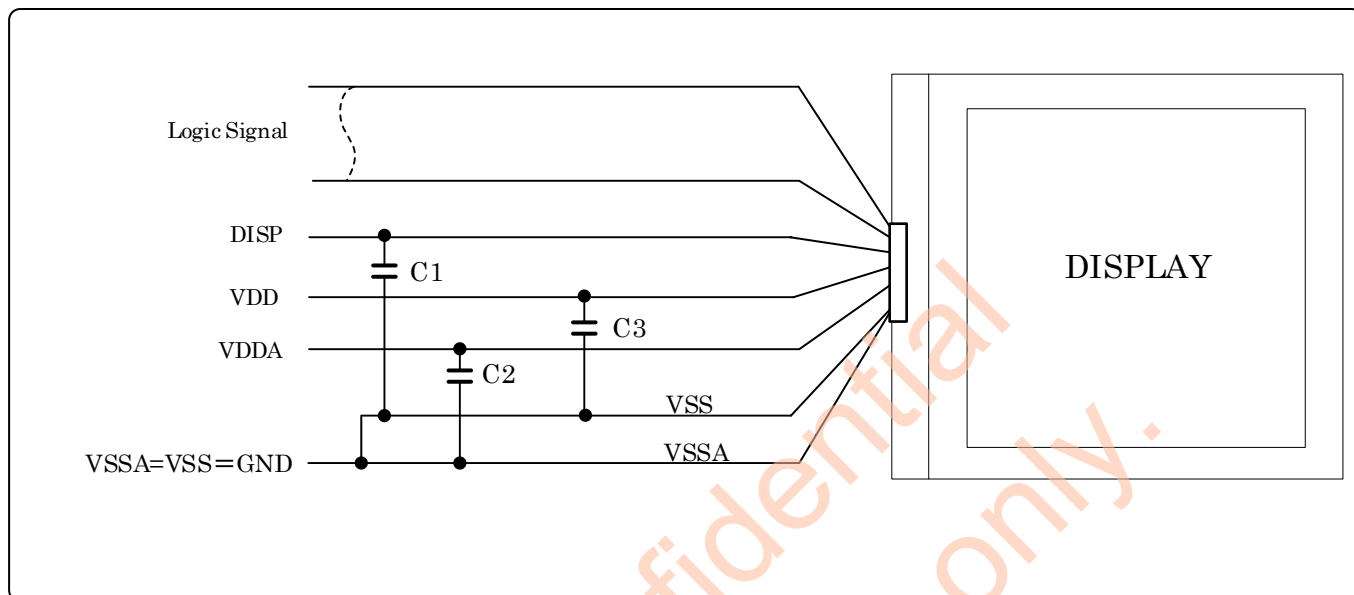 Logic Signal
DISP
C1
VDD
C3
VDDA
C2
VSS
VSSA=VSS=GND
VSSA
DISPLAY
fidential
only.